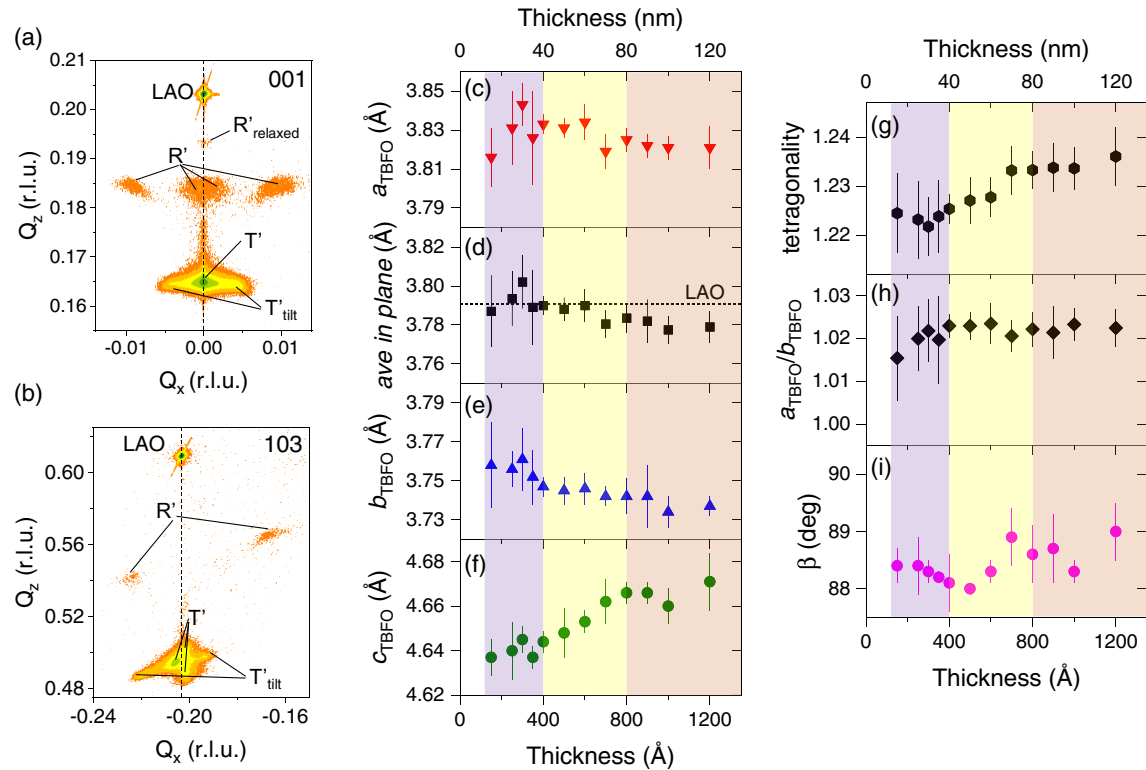 (a)
001
0.21
0.20
0.19
0.18
0.17
0.16
LAO
R'relaxed
R'
T'
T'tilt
-0.01 0.00 0.01
Qx (r.l.u.)
Qz (r.l.u.)
(b)
103
0.60
0.56
0.52
0.48
LAO
R'
T'
T'tilt
-0.24 -0.20 -0.16
Qx (r.l.u.)
Qz (r.l.u.)
Thickness (nm)
0 40 80 120
(c)
3.85
3.83
3.81
3.79
aTBFO (Å)
(d)
3.82
3.80
3.78
3.76
LAO
ave in plane (Å)
(e)
3.79
3.77
3.75
3.73
bTBFO (Å)
(f)
4.68
4.66
4.64
4.62
cTBFO (Å)
0 400 800 1200
Thickness (Å)
Thickness (nm)
0 40 80 120
(g)
1.24
1.23
1.22
tetragonality
(h)
1.03
1.02
1.01
1.00
aTBFO/bTBFO
(i)
90
89
88
β (deg)
0 400 800 1200
Thickness (Å)